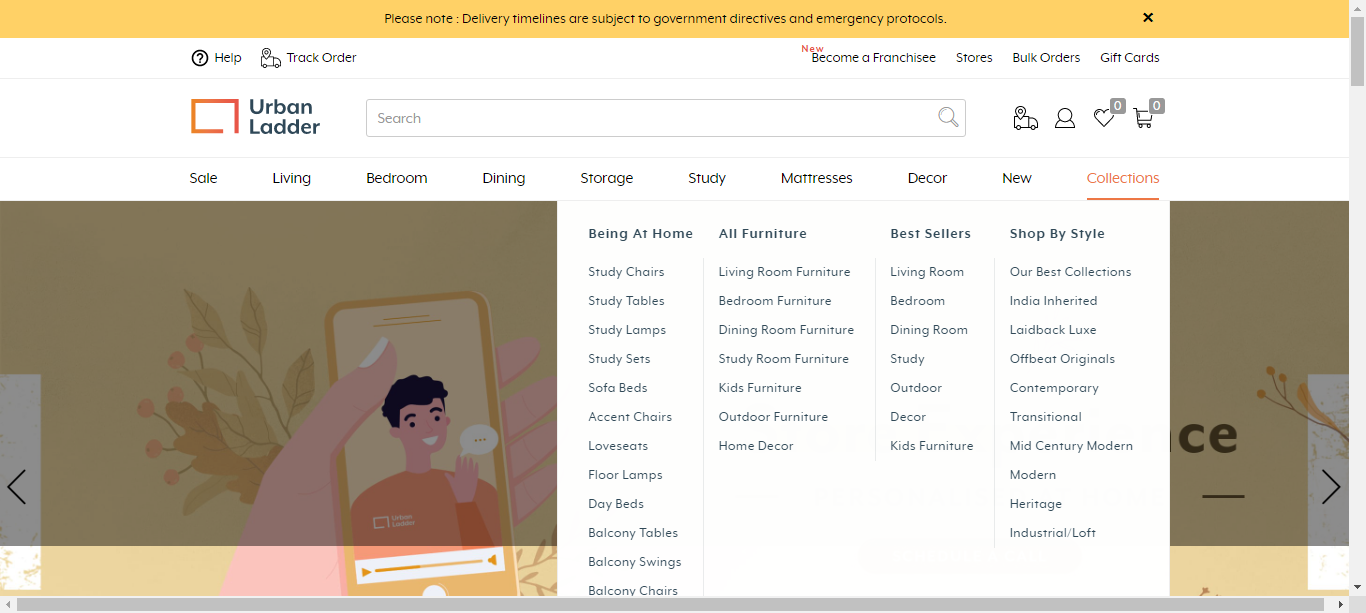 Please note : Delivery timelines are subject to government directives and emergency protocols.
Help
Track Order
New
Become a Franchisee
Stores
Bulk Orders
Gift Cards
Urban
Ladder
Search
0
0
Sale
Living
Bedroom
Dining
Storage
Study
Mattresses
Decor
New
Collections
Being At Home
Study Chairs
Study Tables
Study Lamps
Study Sets
Sofa Beds
Accent Chairs
Loveseats
Floor Lamps
Day Beds
Balcony Tables
Balcony Swings
Balcony Chairs
All Furniture
Living Room Furniture
Bedroom Furniture
Dining Room Furniture
Study Room Furniture
Kids Furniture
Outdoor Furniture
Home Decor
Best Sellers
Living Room
Bedroom
Dining Room
Study
Outdoor
Decor
Kids Furniture
Shop By Style
Our Best Collections
India Inherited
Laidback Luxe
Offbeat Originals
Contemporary
Transitional
Mid Century Modern
Modern
Heritage
Industrial/Loft
Urban
Ladder